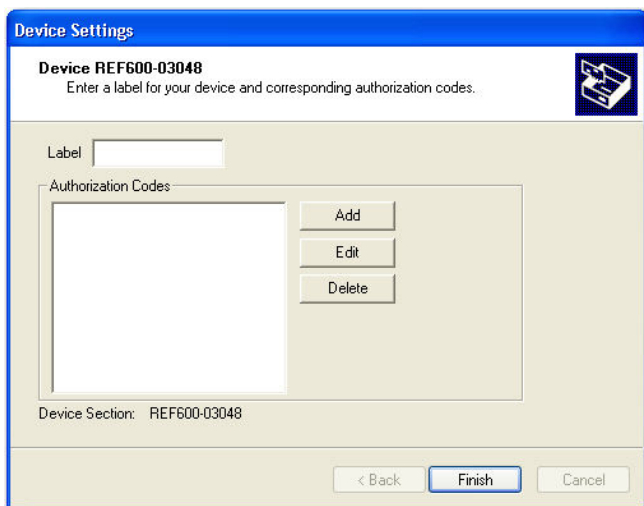 Device Settings
Device REF600-03048
Enter a label for your device and corresponding authorization codes.
Label
Authorization Codes
Add
Edit
Delete
Device Section: REF600-03048
< Back Finish Cancel